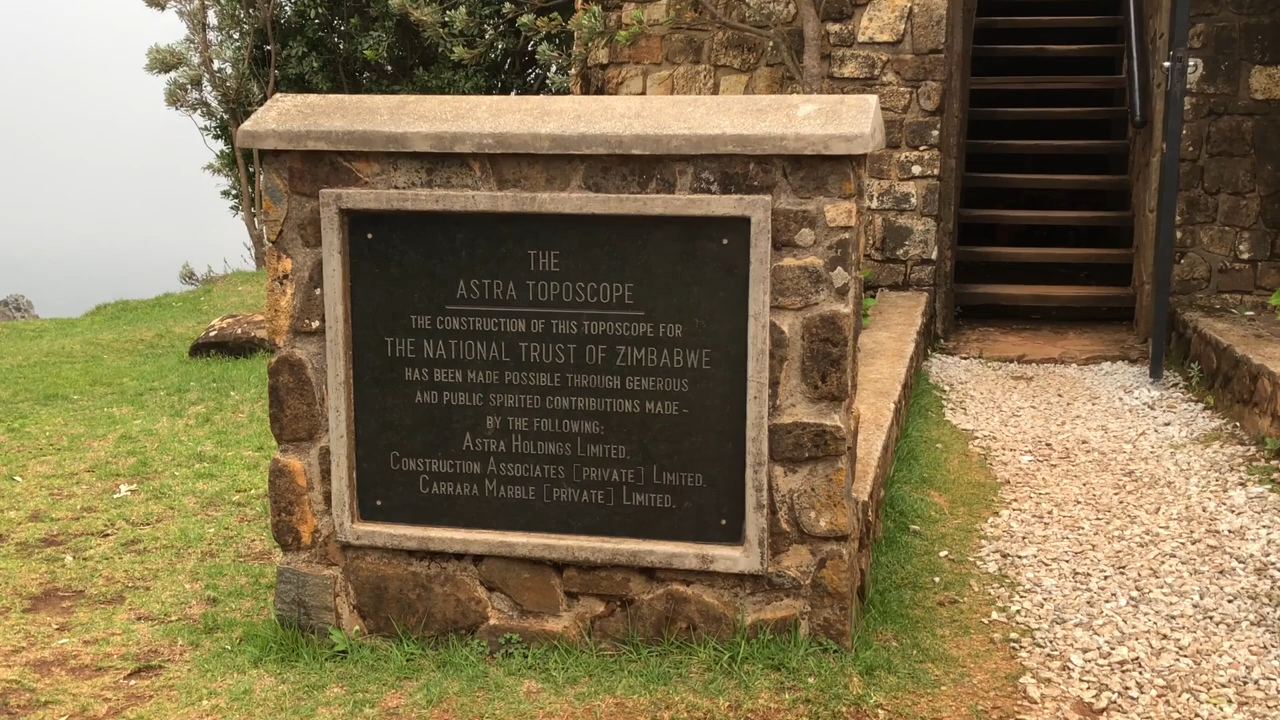 THE
ASTRA TOPOSCOPE
THE CONSTRUCTION OF THIS TOPOSCOPE FOR
THE NATIONAL TRUST OF ZIMBABWE
HAS BEEN MADE POSSIBLE THROUGH GENEROUS
AND PUBLIC SPIRITED CONTRIBUTIONS MADE-
BY THE FOLLOWING:
ASTRA HOLDINGS LIMITED.
CONSTRUCTION ASSOCIATES [PRIVATE] LIMITED.
CARRARA MARBLE [PRIVATE] LIMITED.